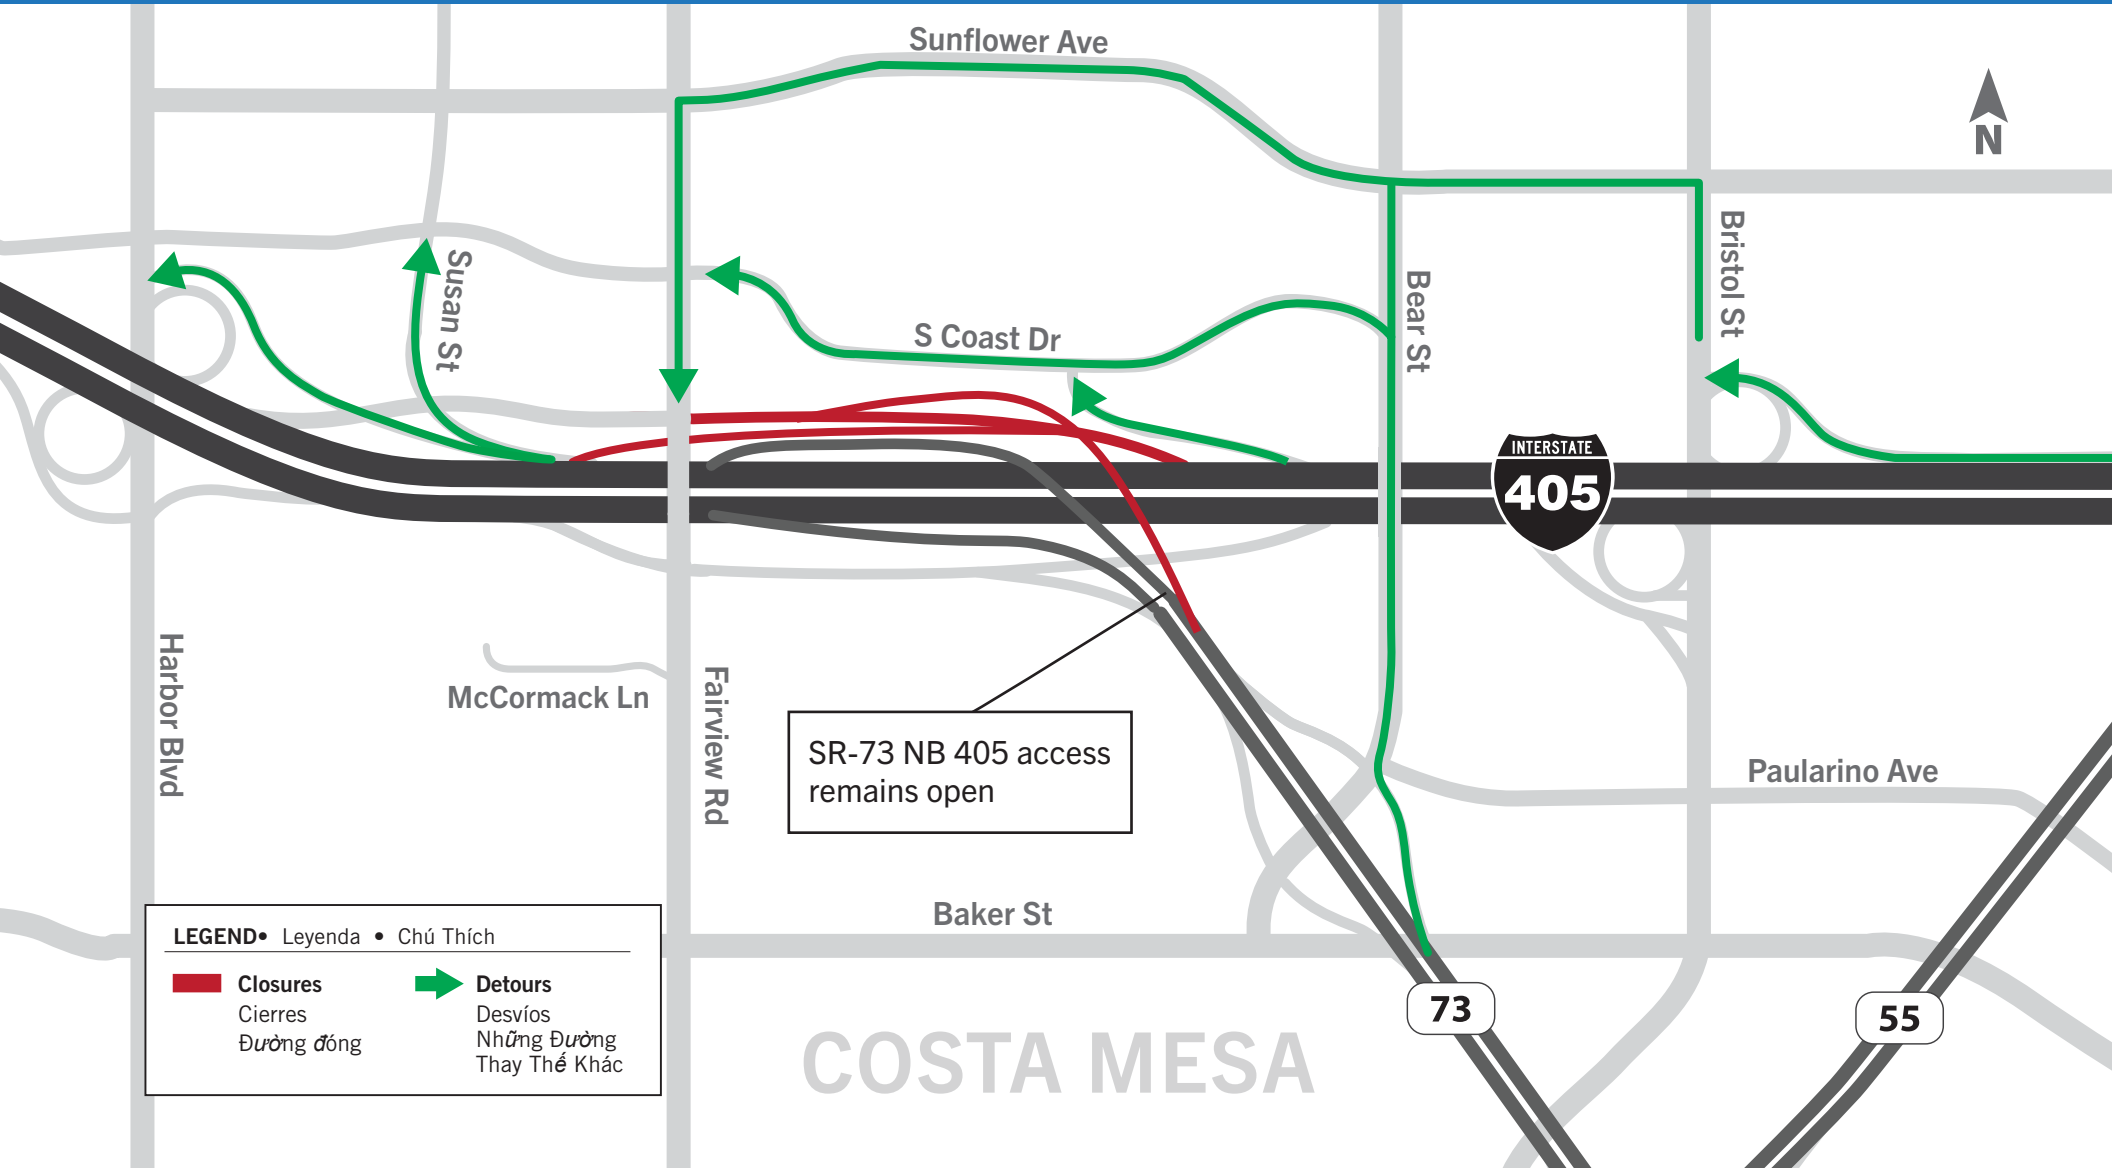 Sunflower Ave
N
Bristol St
Susan St
Bear St
S Coast Dr
INTERSTATE
405
Harbor Blvd
McCormack Ln
Fairview Rd
SR-73 NB 405 access
remains open
Paularino Ave
Baker St
LEGEND• Leyenda • Chú Thích
Closures
Cierres
Đường đóng
Detours
Desvíos
Những Đường
Thay Thế Khác
73
55
COSTA MESA